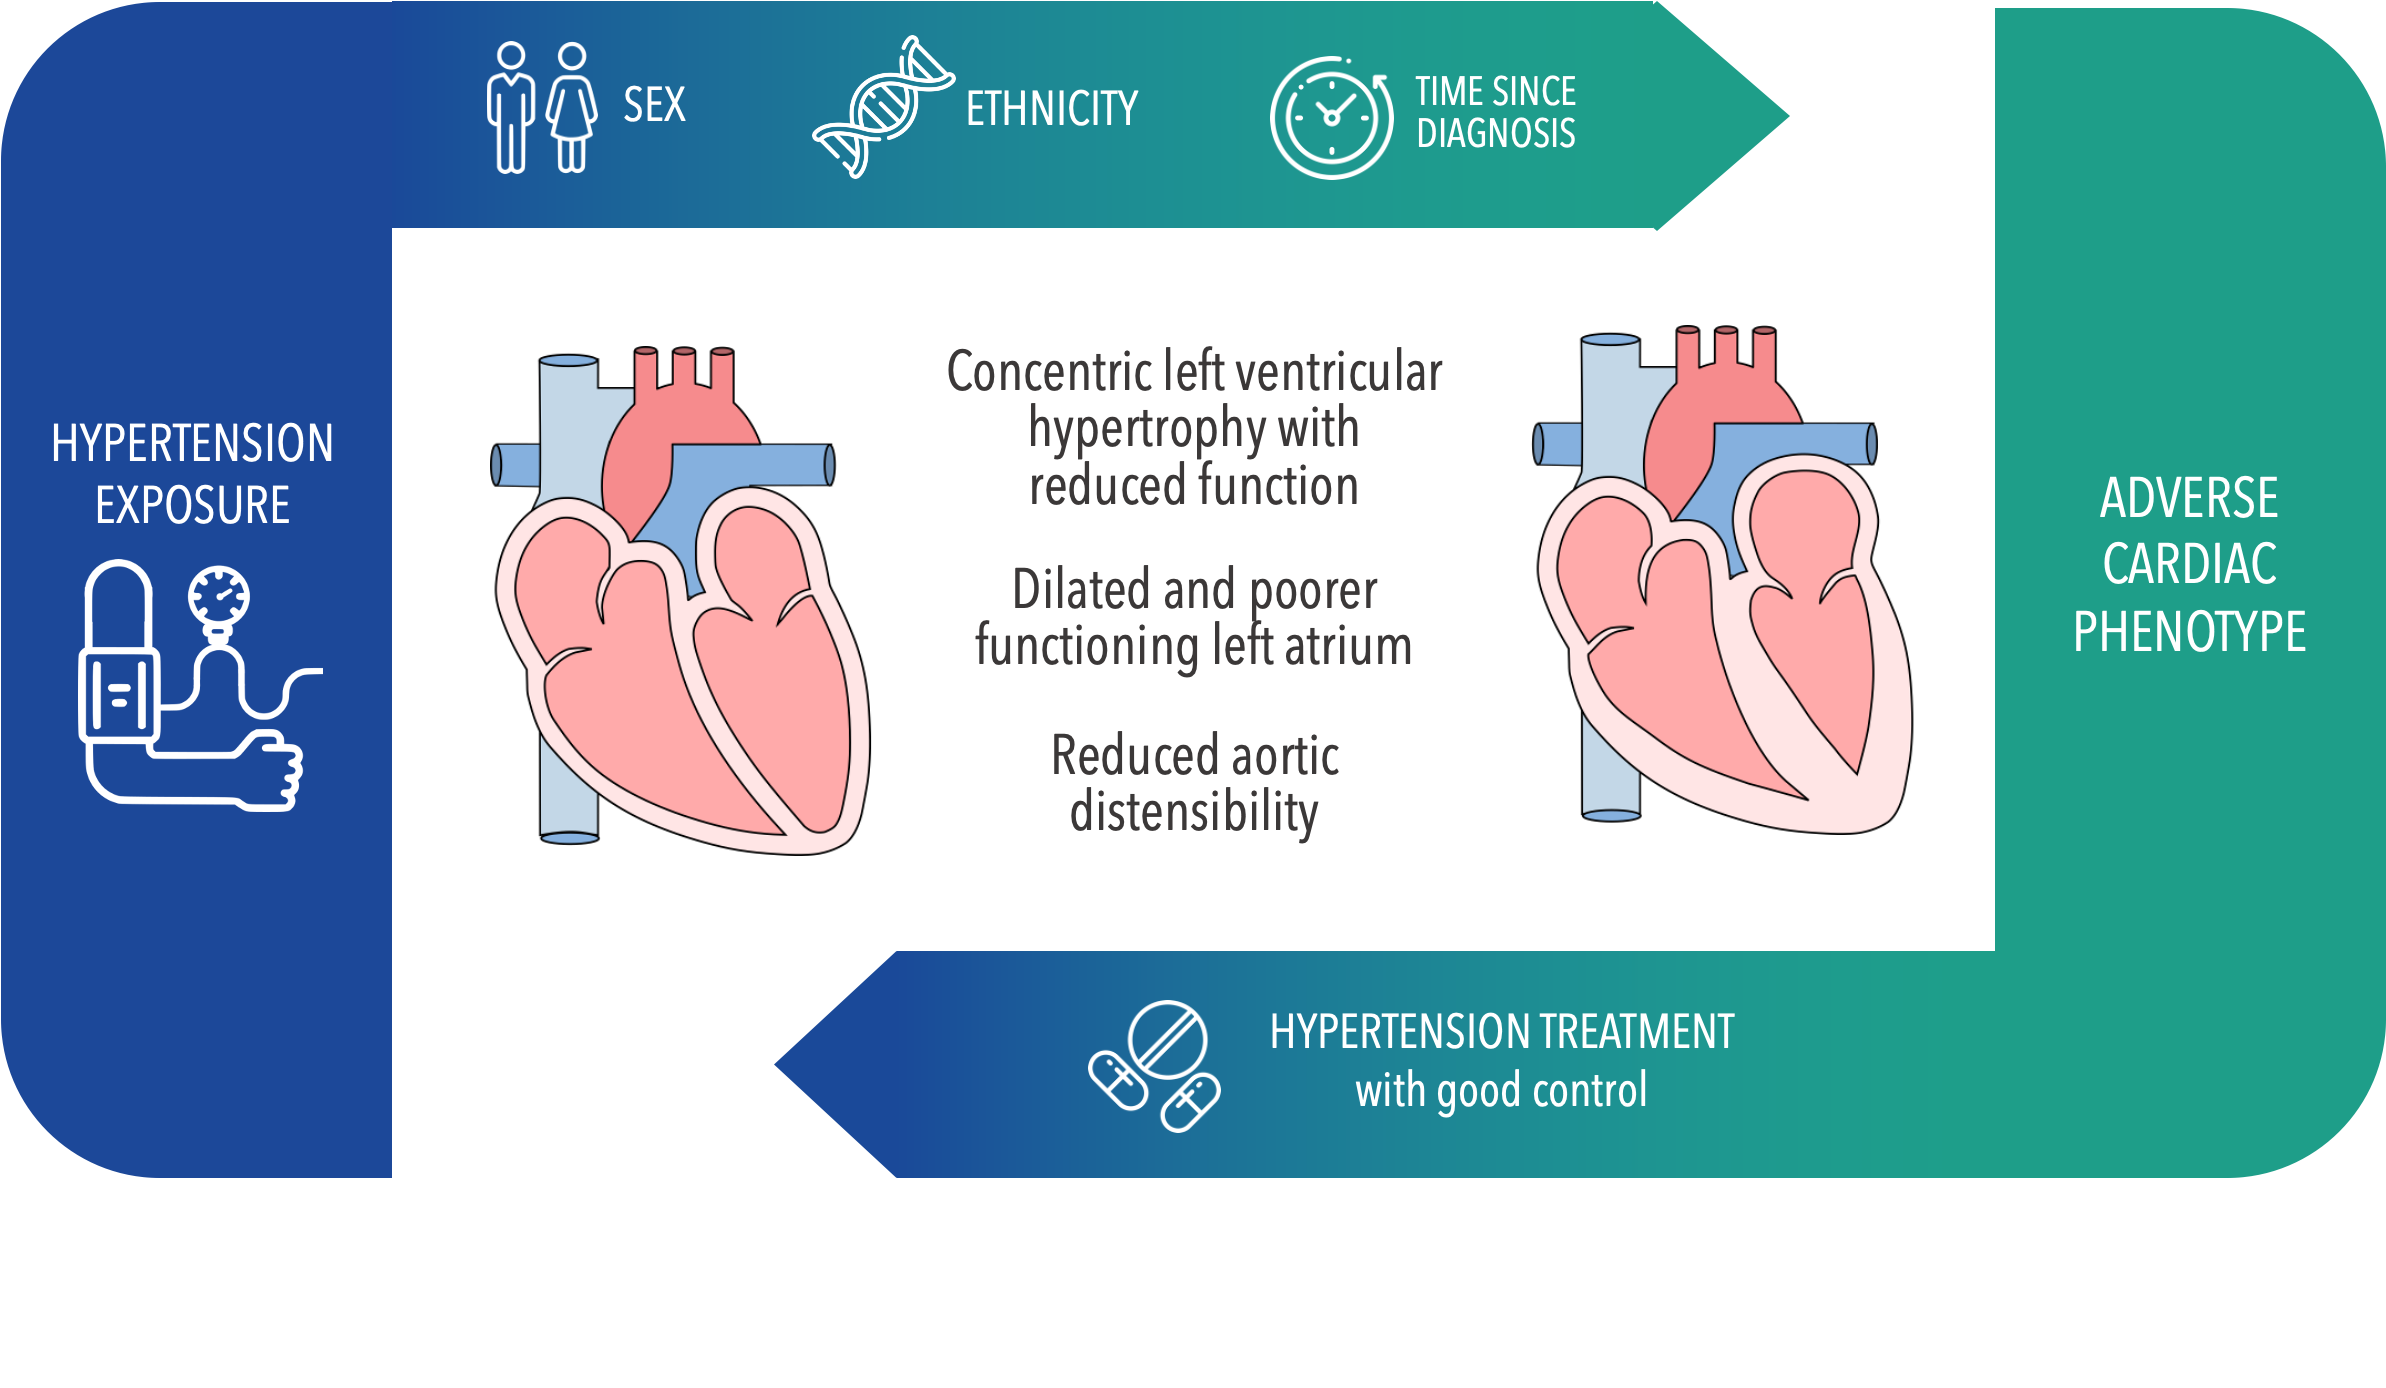 SEX
ETHNICITY
TIME SINCE
DIAGNOSIS
HYPERTENSION
EXPOSURE
Concentric left ventricular
hypertrophy with
reduced function
Dilated and poorer
functioning left atrium
Reduced aortic
distensibility
ADVERSE
CARDIAC
PHENOTYPE
HYPERTENSION TREATMENT
with good control